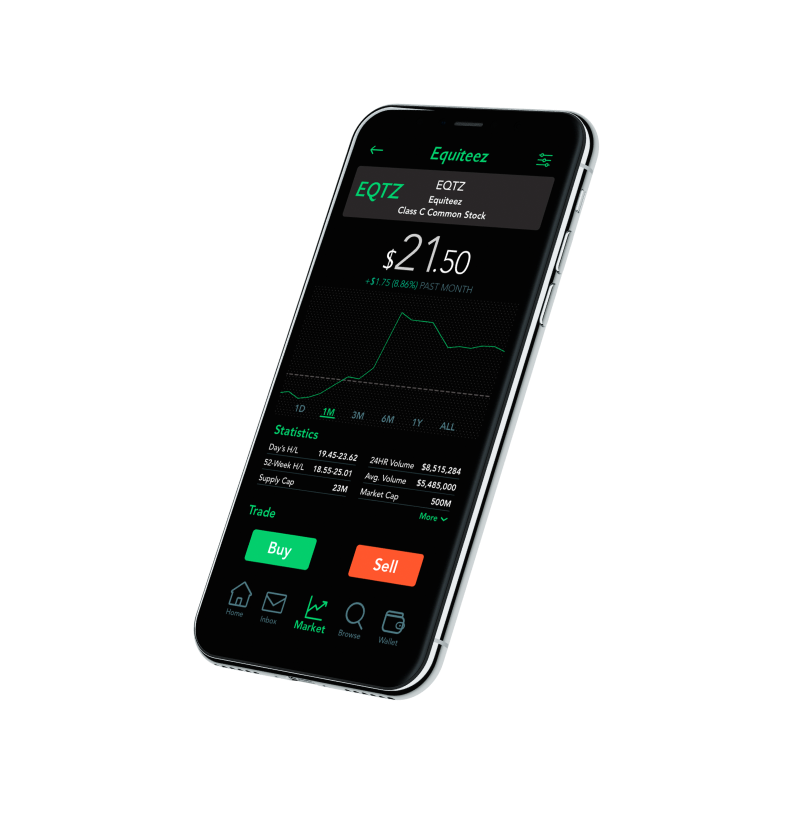 Equiteez
EQTZ
EQTZ
Equiteez
Class C Common Stock
$21.50
+$1.75 (8.86%) PAST MONTH
1D 1M 3M 6M 1Y ALL
Statistics
Day's H/L 19.45-23.62 24HR Volume $8,515,284
52-Week H/L 18.55-25.01 Avg. Volume $5,485,000
Supply Cap 23M Market Cap 500M
More
Trade
Buy Sell
Home Inbox Market Browse Wallet